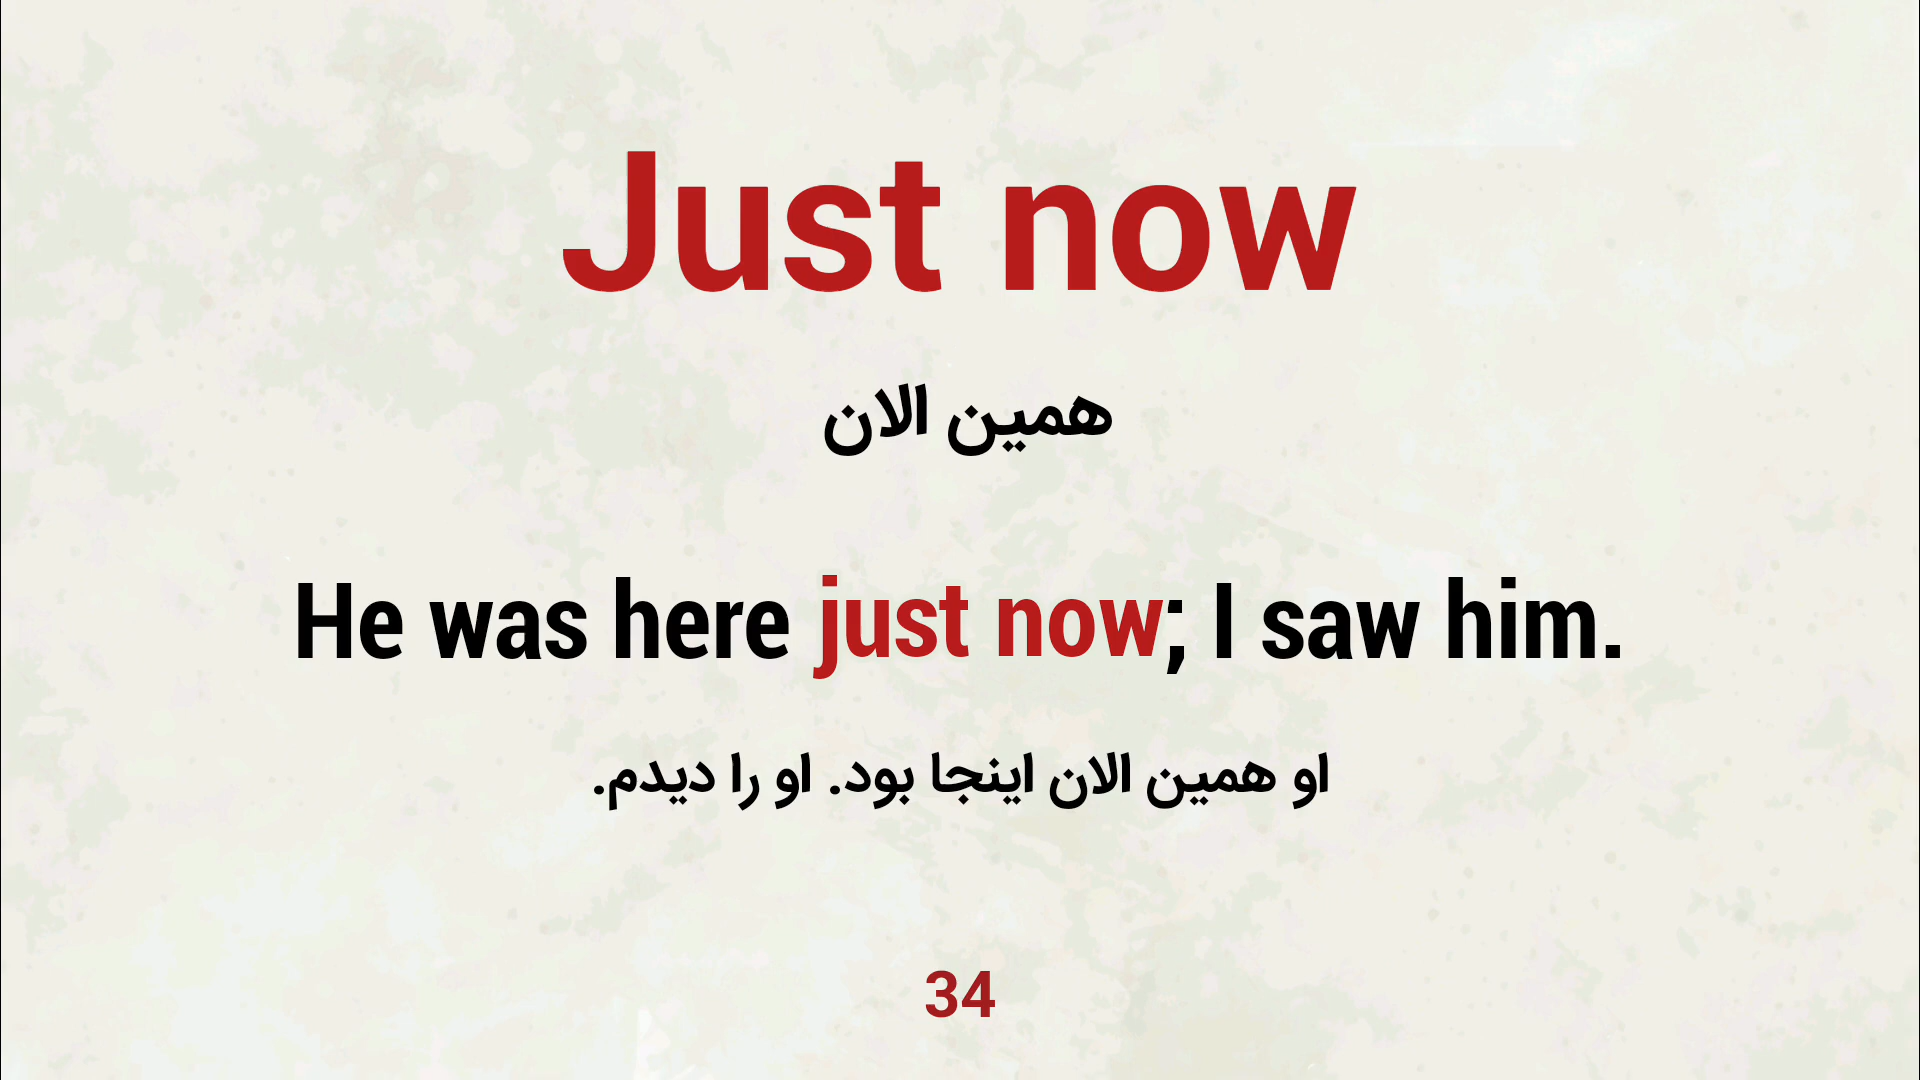 Just now
همین الان
He was here just now; I saw him.
او همین الان اینجا بود. او را دیدم.
34